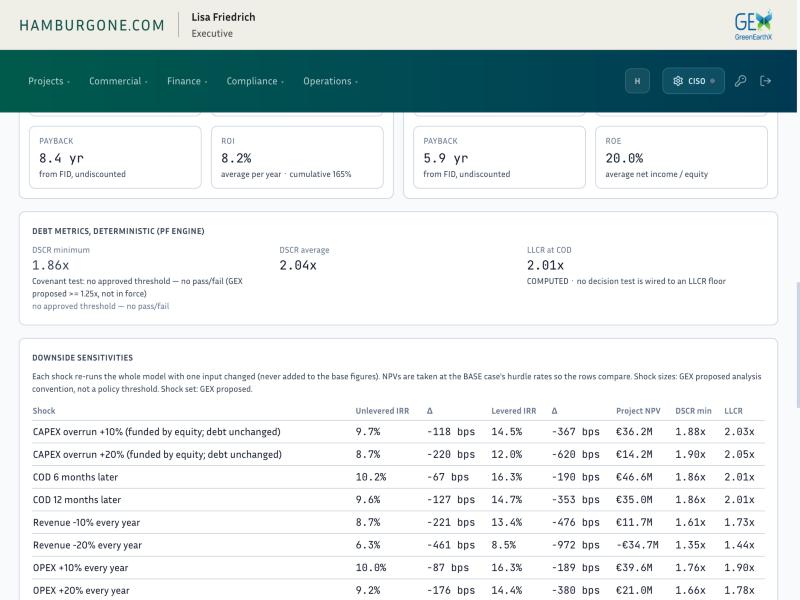 HAMBURGONE.COM
Lisa Friedrich
Executive
GEX
GreenEarthX
Projects Commercial Finance Compliance Operations H CISO
PAYBACK ROI PAYBACK ROE
8.4 yr 8.2% 5.9 yr 20.0%
from FID, undiscounted average per year · cumulative 165% from FID, undiscounted average net income / equity
DEBT METRICS, DETERMINISTIC (PF ENGINE)
DSCR minimum DSCR average LLCR at COD
1.86x 2.04x 2.01x
Covenant test: no approved threshold — no pass/fail (GEX COMPUTED · no decision test is wired to an LLCR floor
proposed >= 1.25x, not in force)
no approved threshold — no pass/fail
DOWNSIDE SENSITIVITIES
Each shock re-runs the whole model with one input changed (never added to the base figures). NPVs are taken at the BASE case's hurdle rates so the rows compare. Shock sizes: GEX proposed analysis
convention, not a policy threshold. Shock set: GEX proposed.
Shock Unlevered IRR Δ Levered IRR Δ Project NPV DSCR min LLCR
CAPEX overrun +10% (funded by equity; debt unchanged) 9.7% -118 bps 14.5% -367 bps €36.2M 1.88x 2.03x
CAPEX overrun +20% (funded by equity; debt unchanged) 8.7% -220 bps 12.0% -620 bps €14.2M 1.90x 2.05x
COD 6 months later 10.2% -67 bps 16.3% -190 bps €46.6M 1.86x 2.01x
COD 12 months later 9.6% -127 bps 14.7% -353 bps €35.0M 1.86x 2.01x
Revenue -10% every year 8.7% -221 bps 13.4% -476 bps €11.7M 1.61x 1.73x
Revenue -20% every year 6.3% -461 bps 8.5% -972 bps -€34.7M 1.35x 1.44x
OPEX +10% every year 10.0% -87 bps 16.3% -189 bps €39.6M 1.76x 1.90x
OPEX +20% every year 9.2% -176 bps 14.4% -380 bps €21.0M 1.66x 1.78x